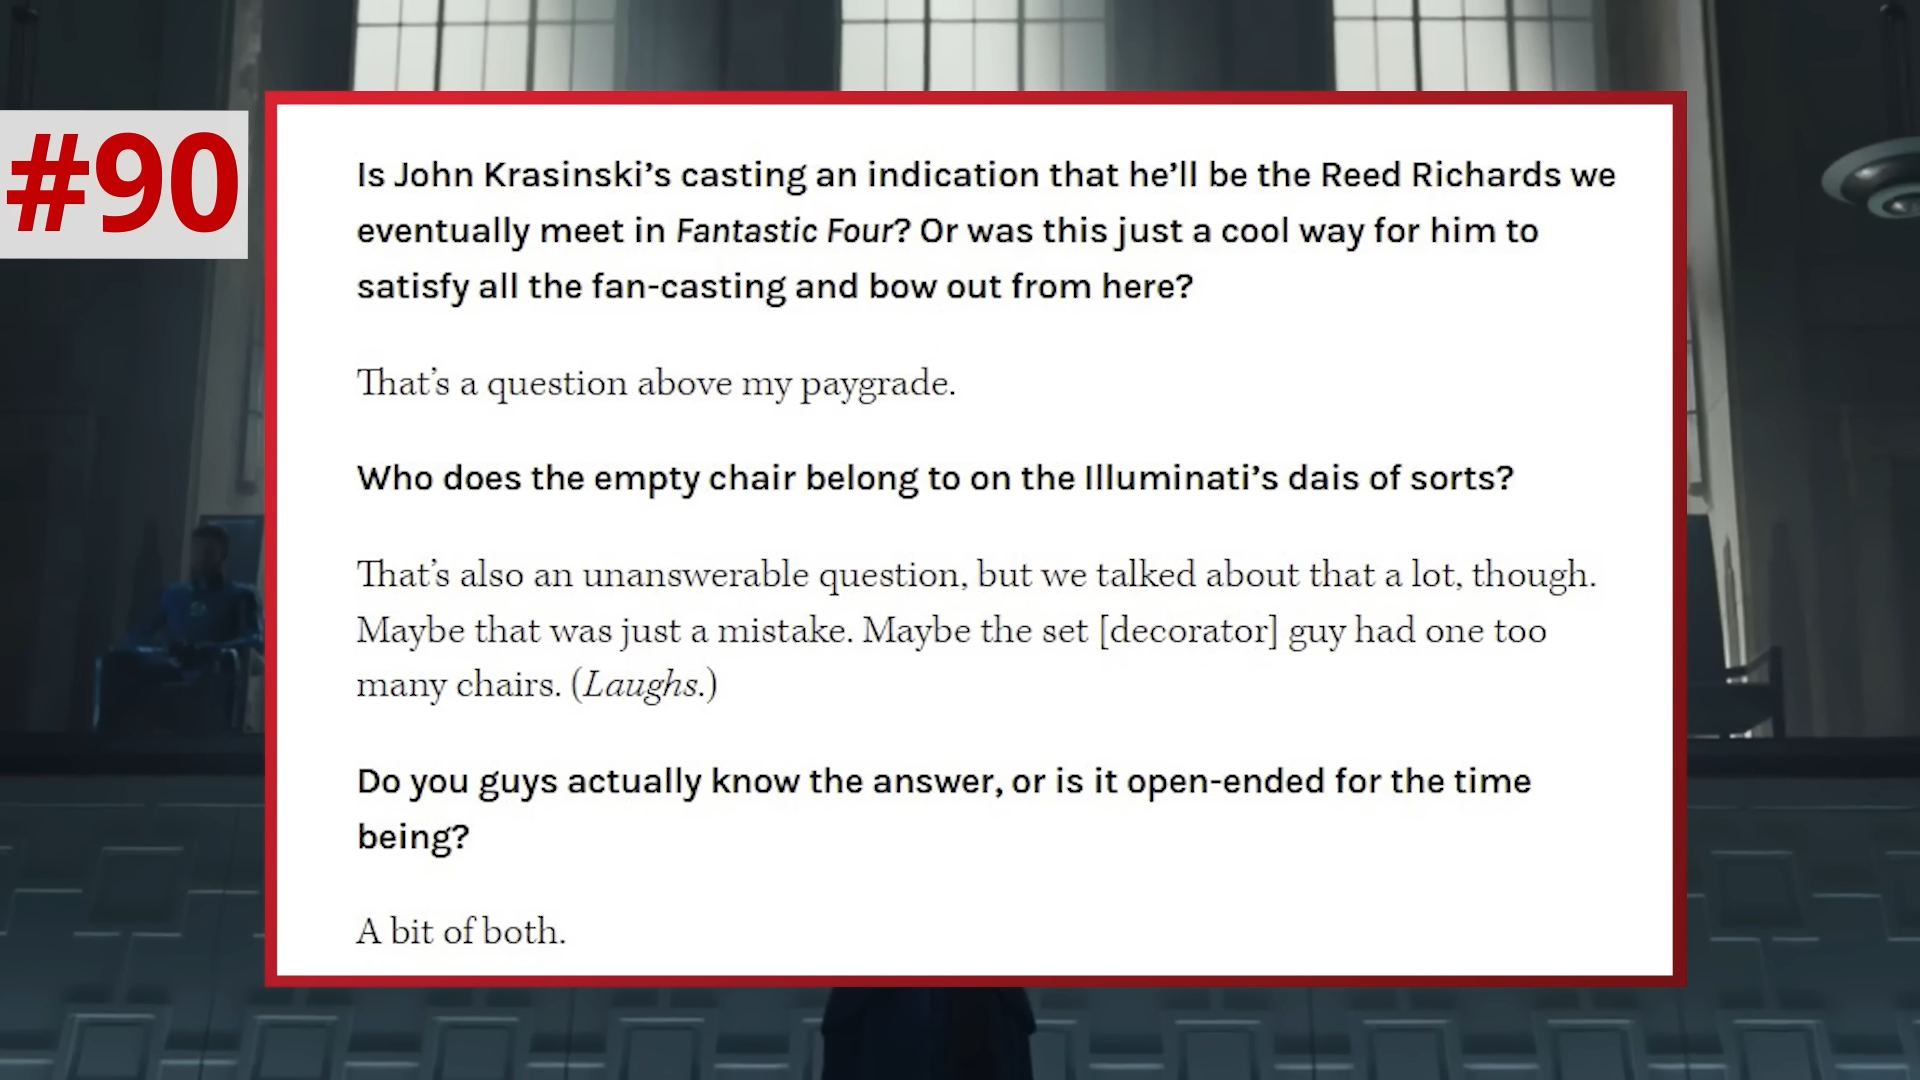 #90
Is John Krasinski’s casting an indication that he’ll be the Reed Richards we
eventually meet in Fantastic Four? Or was this just a cool way for him to
satisfy all the fan-casting and bow out from here?
That’s a question above my paygrade.
Who does the empty chair belong to on the Illuminati’s dais of sorts?
That’s also an unanswerable question, but we talked about that a lot, though.
Maybe that was just a mistake. Maybe the set [decorator] guy had one too
many chairs. (Laughs.)
Do you guys actually know the answer, or is it open-ended for the time
being?
A bit of both.